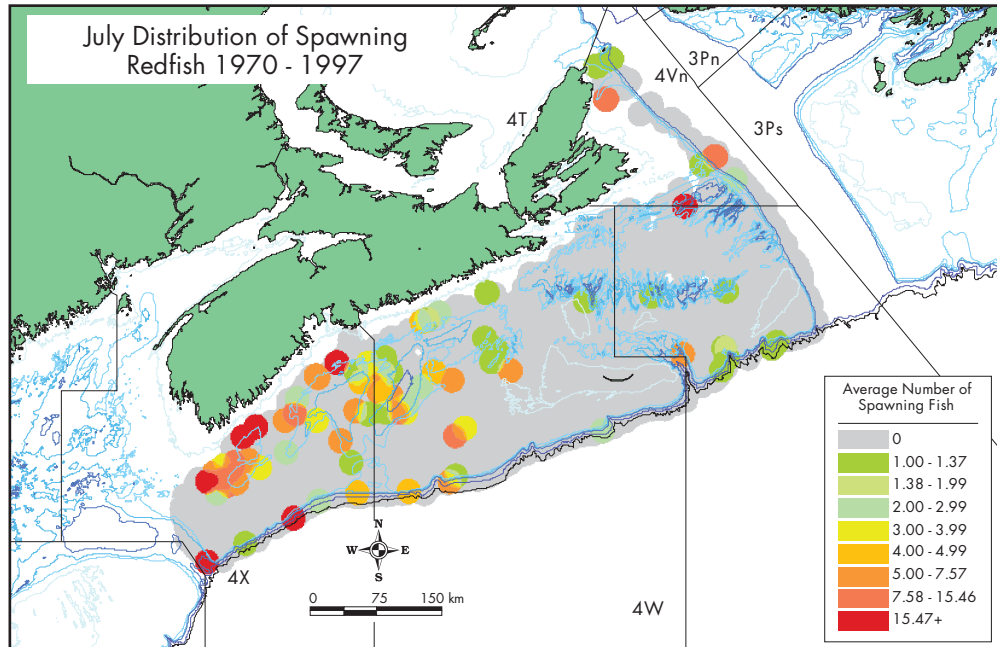 July Distribution of Spawning
Redfish 1970 - 1997
3Pn
4Vn
3Ps
4T
Average Number of
Spawning Fish
0
1.00 - 1.37
1.38 - 1.99
2.00 - 2.99
3.00 - 3.99
4.00 - 4.99
5.00 - 7.57
7.58 - 15.46
15.47+
N
W E
S
4X
0 75 150 km
4W